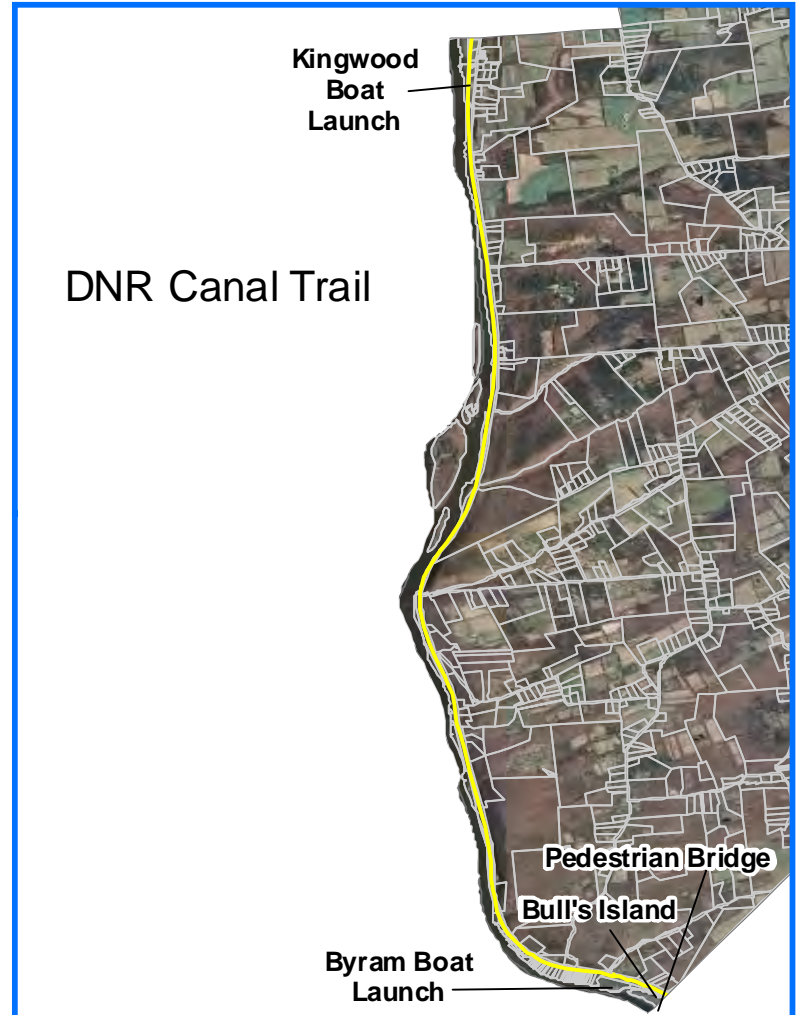 Kingwood
Boat
Launch
DNR Canal Trail
Pedestrian Bridge
Bull's Island
Byram Boat
Launch